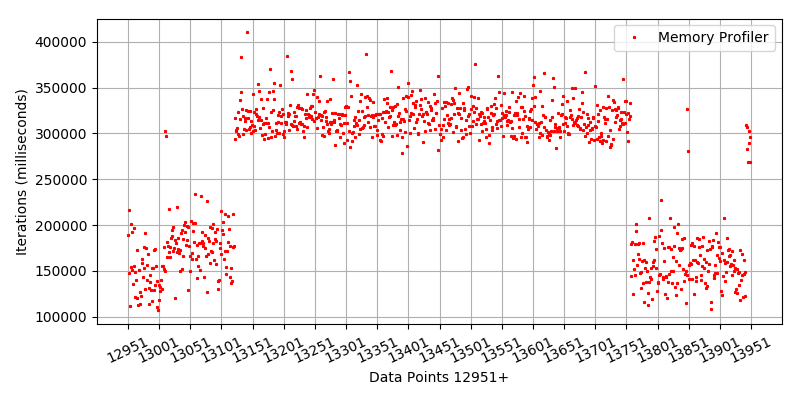 Memory Profiler
Iterations (milliseconds)
400000
350000
300000
250000
200000
150000
100000
12951 13001 13051 13101 13151 13201 13251 13301 13351 13401 13451 13501 13551 13601 13651 13701 13751 13801 13851 13901 13951
Data Points 12951+